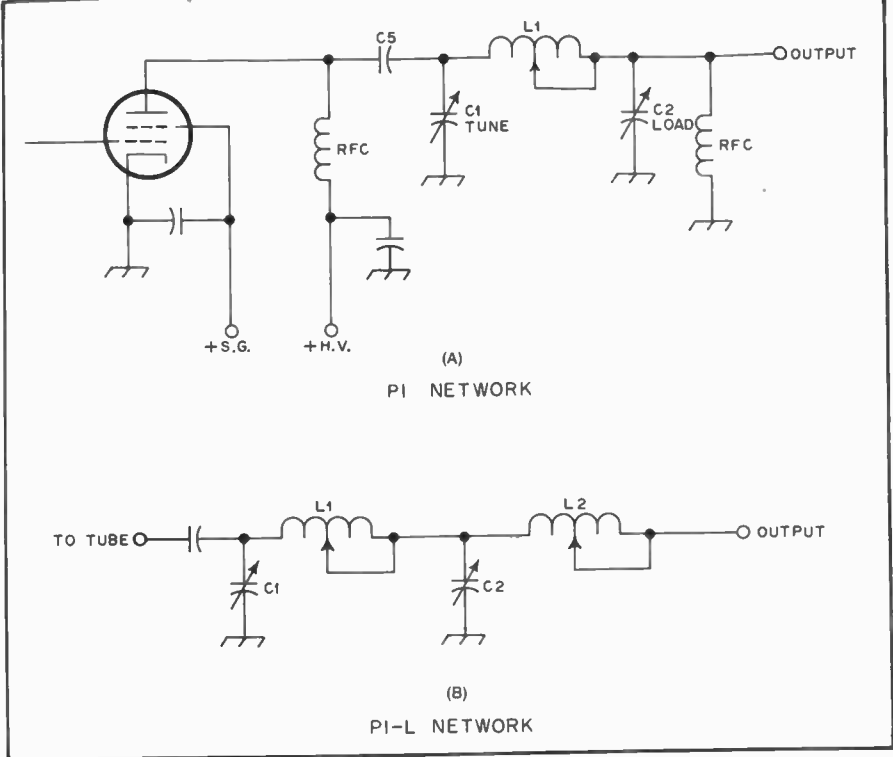 C5
L1
OUTPUT
C1
TUNE
C2
LOAD
RFC
RFC
+S.G.
+H.V.
(A)
PI NETWORK
L1
L2
TO TUBE
OUTPUT
C1
C2
(B)
PI-L NETWORK